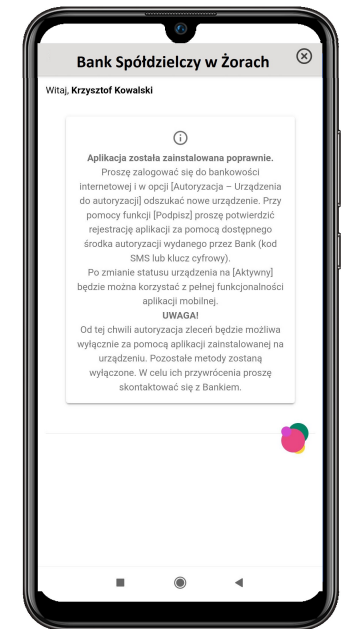 Bank Spółdzielczy w Żorach
Witaj, Krzysztof Kowalski
Aplikacja została zainstalowana poprawnie.
Proszę zalogować się do bankowości
internetowej i w opcji [Autoryzacja – Urządzenia
do autoryzacji] odszukać nowe urządzenie. Przy
pomocy funkcji [Podpisz] proszę potwierdzić
rejestrację aplikacji za pomocą dostępnego
środka autoryzacji wydanego przez Bank (kod
SMS lub klucz cyfrowy).
Po zmianie statusu urządzenia na [Aktywny]
będzie można korzystać z pełnej funkcjonalności
aplikacji mobilnej.
UWAGA!
Od tej chwili autoryzacja zleceń będzie możliwa
wyłącznie za pomocą aplikacji zainstalowanej na
urządzeniu. Pozostałe metody zostaną
wyłączone. W celu ich przywrócenia proszę
skontaktować się z Bankiem.